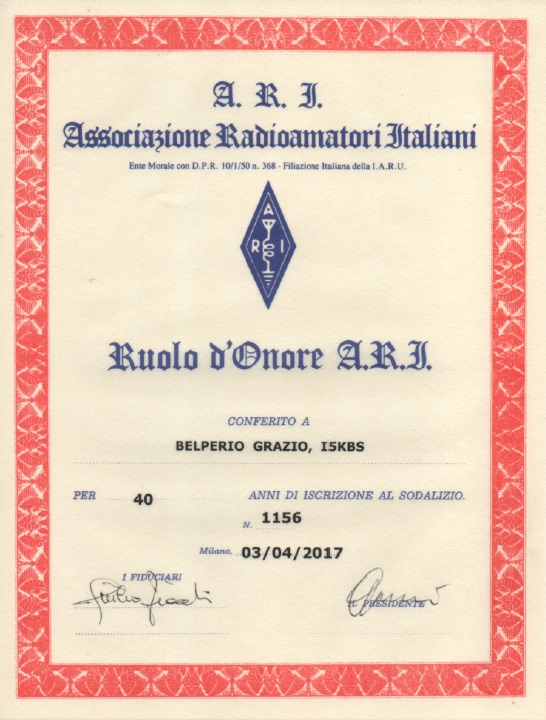 A. R. I.
Associazione Radioamatori Italiani
Ente Morale con D.P.R. 10/1/50 n. 368 - Filiazione Italiana della I.A.R.U.
A
R I
Ruolo d'Onore A.R.I.
CONFERITO A
BELPERIO GRAZIO, I5KBS
PER 40 ANNI DI ISCRIZIONE AL SODALIZIO.
N. 1156
Milano, 03/04/2017
I FIDUCIARI
IL PRESIDENTE